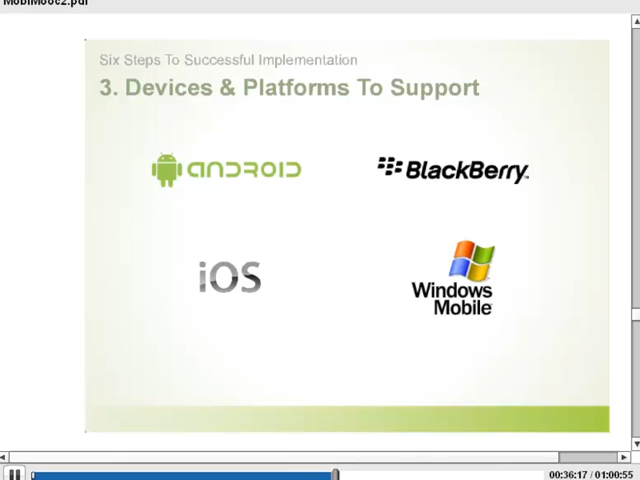 MobiMooc2.pdf
Six Steps To Successful Implementation
3. Devices & Platforms To Support
ANDROID
BlackBerry
iOS
Windows
Mobile
00:36:17 / 01:00:55